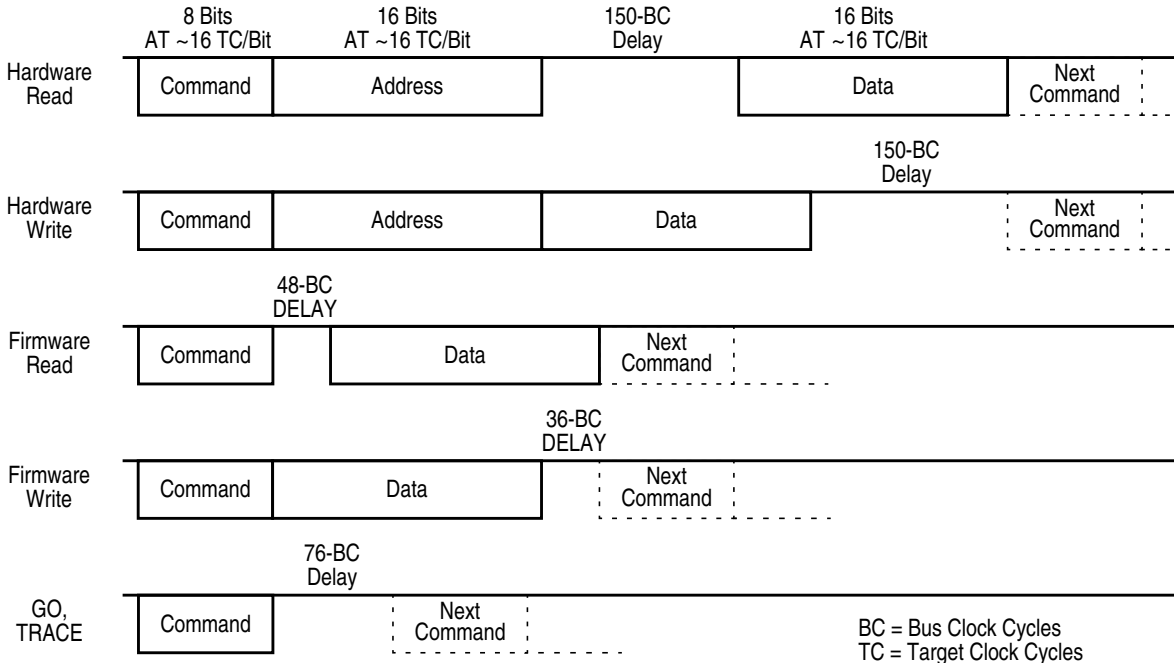 8 Bits
AT ~16 TC/Bit
16 Bits
AT ~16 TC/Bit
150-BC
Delay
16 Bits
AT ~16 TC/Bit
Hardware
Read
Command
Address
Data
Next
Command
150-BC
Delay
Hardware
Write
Command
Address
Data
Next
Command
48-BC
DELAY
Firmware
Read
Command
Data
Next
Command
36-BC
DELAY
Firmware
Write
Command
Data
Next
Command
76-BC
Delay
GO,
TRACE
Command
Next
Command
BC = Bus Clock Cycles
TC = Target Clock Cycles